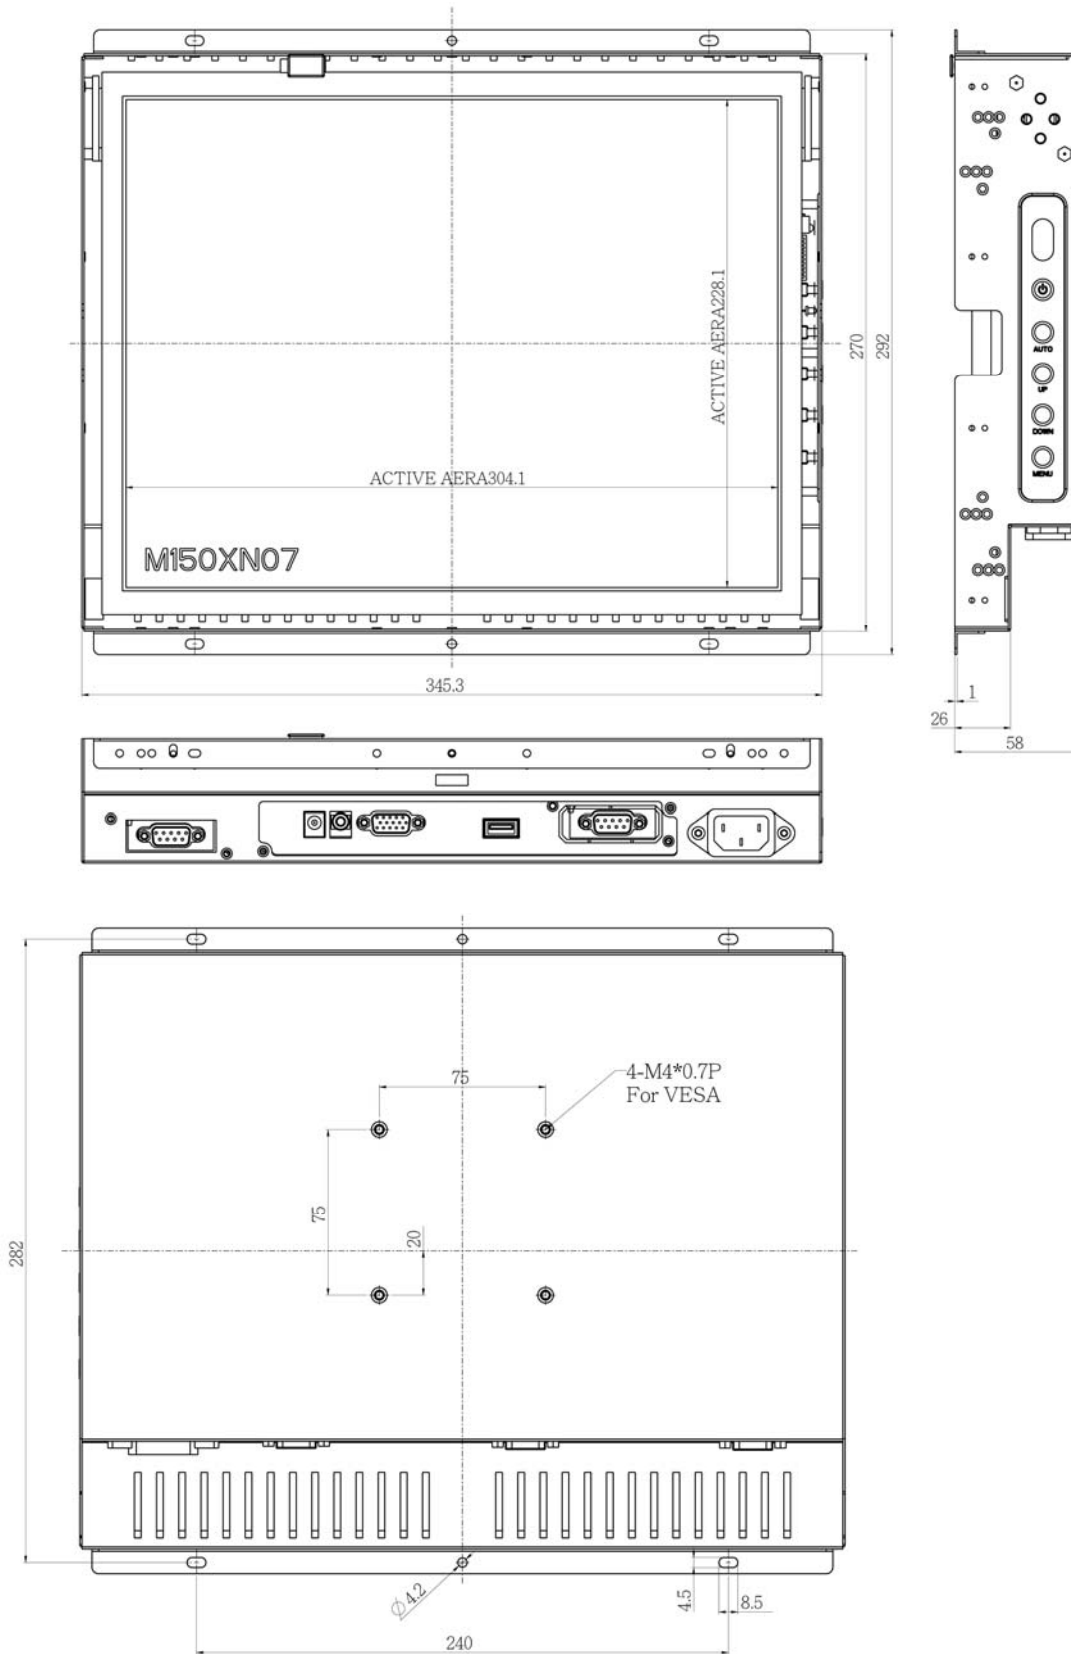 ACTIVE AERA228.1
270
292
ACTIVE AERA304.1
M150XN07
345.3
AUTO
UP
DOWN
MENU
1
26
58
75
4-M4*0.7P
For VESA
75
20
282
∅4.2
4.5
8.5
240